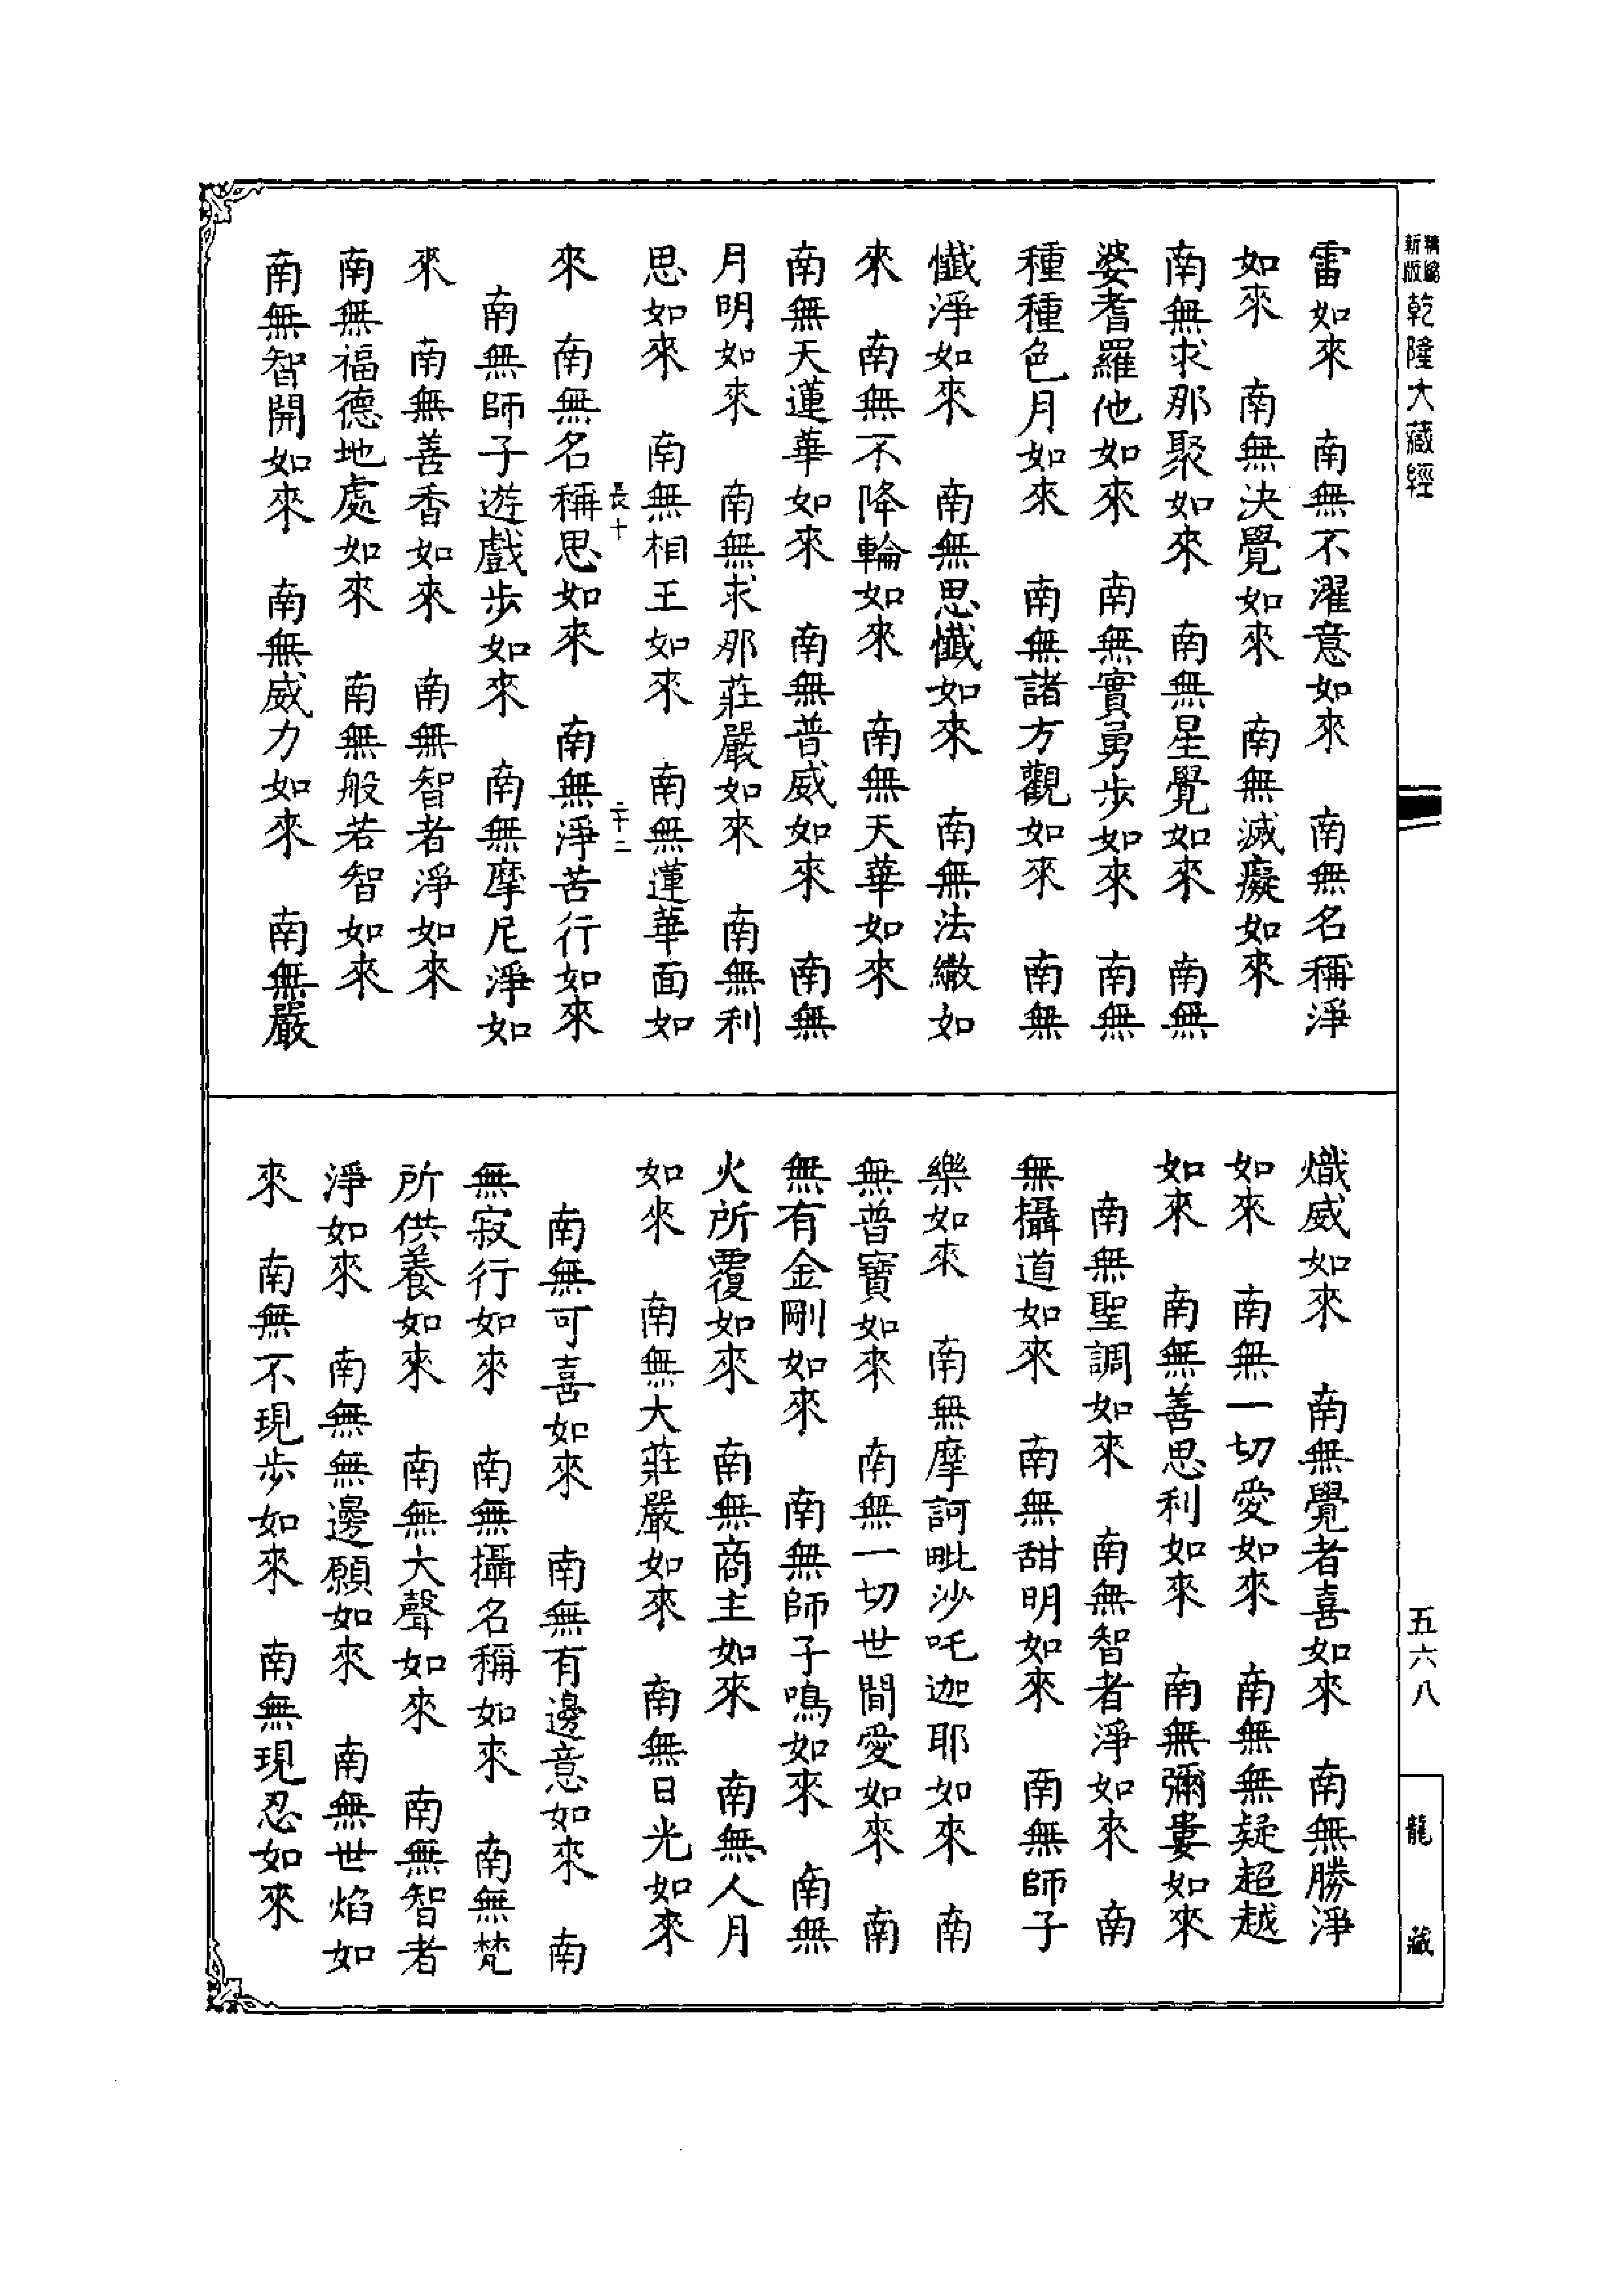 精編
新版
乾隆大藏經
雷如來　南無不濯意如來　南無名稱淨
如來　南無決覺如來　南無滅癡如來
南無求那聚如來　南無星覺如來　南無
婆耆羅他如來　南無實勇步如來　南無
種種色月如來　南無諸方觀如來　南無
懺淨如來　南無思懺如來　南無法繖如
來　南無不降輪如來　南無天華如來
南無天蓮華如來　南無普威如來　南無
月明如來　南無求那莊嚴如來　南無利
思如來　南無相王如來　南無蓮華面如
長十　二十二
來　南無名稱思如來　南無淨苦行如來
南無師子遊戲步如來　南無摩尼淨如
來　南無善香如來　南無智者淨如來
南無福德地處如來　南無般若智如來
南無智開如來　南無威力如來　南無嚴
熾威如來　南無覺者喜如來　南無勝淨
如來　南無一切愛如來　南無無疑超越
如來　南無善思利如來　南無彌婁如來
南無聖調如來　南無智者淨如來　南
無攝道如來　南無甜明如來　南無師子
樂如來　南無摩訶毗沙吒迦耶如來　南
無普寶如來　南無一切世間愛如來　南
無有金剛如來　南無師子鳴如來　南無
火所覆如來　南無商主如來　南無人月
如來　南無大莊嚴如來　南無日光如來
南無可喜如來　南無有邊意如來　南
無寂行如來　南無攝名稱如來　南無梵
所供養如來　南無大聲如來　南無智者
淨如來　南無無邊願如來　南無世焰如
來　南無不現步如來　南無現忍如來
五六八
龍藏